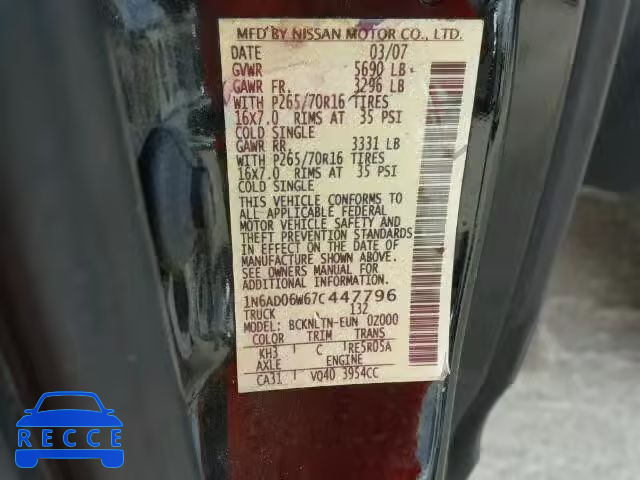 MFD BY NISSAN MOTOR CO., LTD.
DATE 03/07
GVWR 5690 LB
GAWR FR. 3296 LB
WITH P265/70R16 TIRES
16X7.0 RIMS AT 35 PSI
COLD SINGLE
GAWR RR 3331 LB
WITH P265/70R16 TIRES
16X7.0 RIMS AT 35 PSI
COLD SINGLE
THIS VEHICLE CONFORMS TO
ALL APPLICABLE FEDERAL
MOTOR VEHICLE SAFETY AND
THEFT PREVENTION STANDARDS
IN EFFECT ON THE DATE OF
MANUFACTURE SHOWN ABOVE.
SEE OWNERS MANUAL FOR
ADDITIONAL SPECIFICATIONS.
1N6AD06W67C447796
TRUCK 132
MODEL: BCKNLTN-EUN 02000
COLOR TRIM TRANS
KH3 C RE5R05A
AXLE ENGINE
CA31 VQ40 3954CC
RECCE